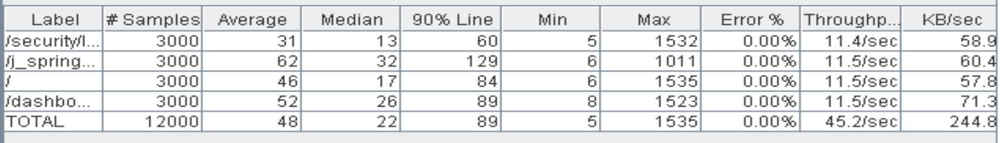 Label # Samples Average Median 90% Line Min Max Error % Throughp... KB/sec
/security/l... 3000 31 13 60 5 1532 0.00% 11.4/sec 58.9
/j_spring... 3000 62 32 129 6 1011 0.00% 11.5/sec 60.4
/ 3000 46 17 84 6 1535 0.00% 11.5/sec 57.8
/dashbo... 3000 52 26 89 8 1523 0.00% 11.5/sec 71.3
TOTAL 12000 48 22 89 5 1535 0.00% 45.2/sec 244.8